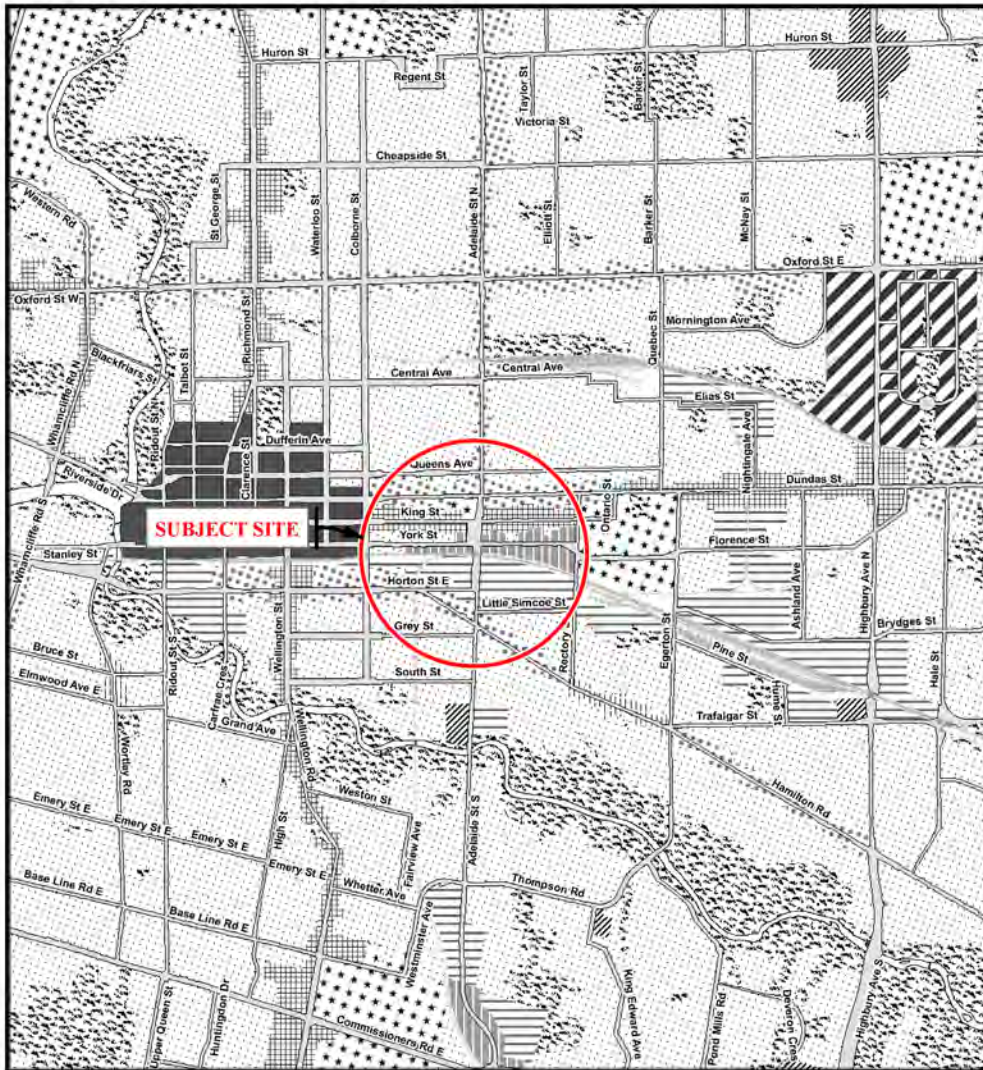 Huron St
Huron St
Regent St
Taylor St
Barker St
Victoria St
Cheapside St
St George St
Waterloo St
Colborne St
Adelaide St N
Elliott St
Barker St
McNay St
Western Rd
Oxford St E
Oxford St W
Richmond St
Talbot St
Quebec St
Mornington Ave
Blackfriars St
Central Ave
Central Ave
Elias St
Wharncliffe Rd N
Ridout St N
Clarence St
Dufferin Ave
Queens Ave
Nightingale Ave
Dundas St
Riverside Dr
King St
Ontario St
SUBJECT SITE
York St
Florence St
Wharncliffe Rd S
Stanley St
Horton St E
Little Simcoe St
Ashland Ave
Highbury Ave N
Grey St
Rectory S
Egerton St
Brydges St
Pine St
Hale St
Bruce St
Ridout St S
Wellington St
South St
Elmwood Ave E
Carfrae Cres
Grand Ave
Hume St
Trafalgar St
Wortley Rd
Wellington Rd
Weston St
Hamilton Rd
Emery St E
Emery St E
Emery St E
Emery St E
High St
Fairview Ave
Adelaide St S
Whetter Ave
Thompson Rd
Base Line Rd E
Base Line Rd E
Westminster Ave
Upper Queen St
Huntingdon Dr
Commissioners Rd E
King Edward Ave
Pond Mills Rd
Deveron Cres
Highbury Ave S